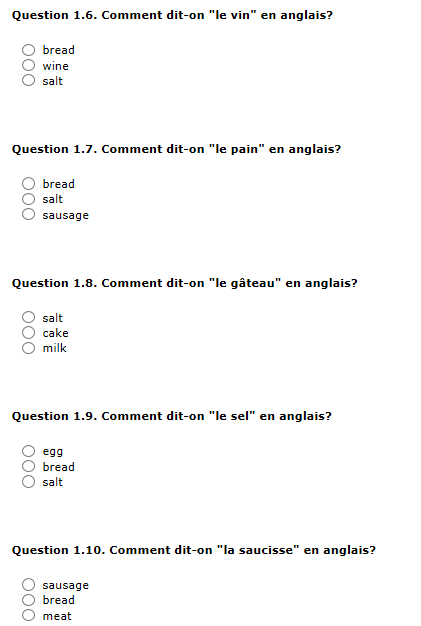 Question 1.6. Comment dit-on "le vin" en anglais?
bread
wine
salt
Question 1.7. Comment dit-on "le pain" en anglais?
bread
salt
sausage
Question 1.8. Comment dit-on "le gâteau" en anglais?
salt
cake
milk
Question 1.9. Comment dit-on "le sel" en anglais?
egg
bread
salt
Question 1.10. Comment dit-on "la saucisse" en anglais?
sausage
bread
meat